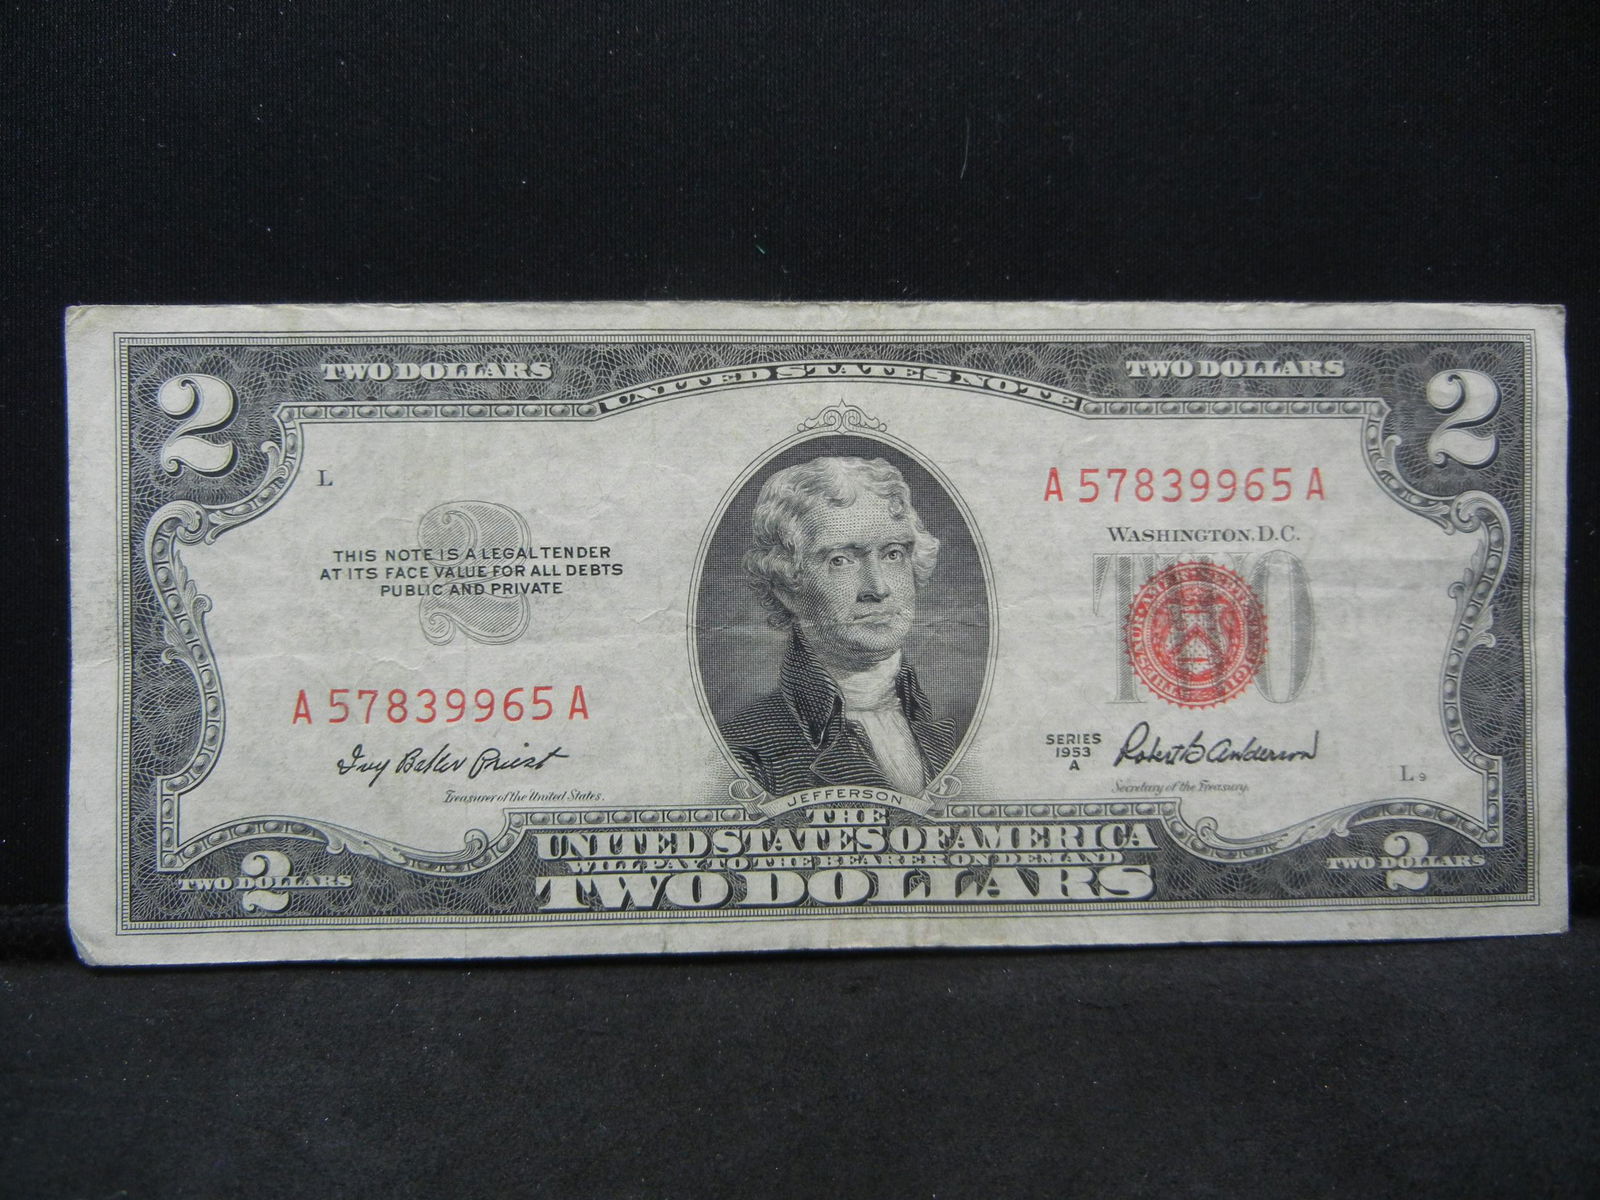 TWO DOLLARS
UNITED STATES NOTE
TWO DOLLARS
2
2
L
A 57839965 A
WASHINGTON, D.C.
2
THIS NOTE IS A LEGAL TENDER
AT ITS FACE VALUE FOR ALL DEBTS
PUBLIC AND PRIVATE
TWO
A 57839965 A
Ivy Baker Priest
Treasurer of the United States.
SERIES
1953
A
Robert B Anderson
Secretary of the Treasury.
L 9
JEFFERSON
THE
UNITED STATES OF AMERICA
WILL PAY TO THE BEARER ON DEMAND
TWO DOLLARS
TWO DOLLARS
2
TWO DOLLARS
2